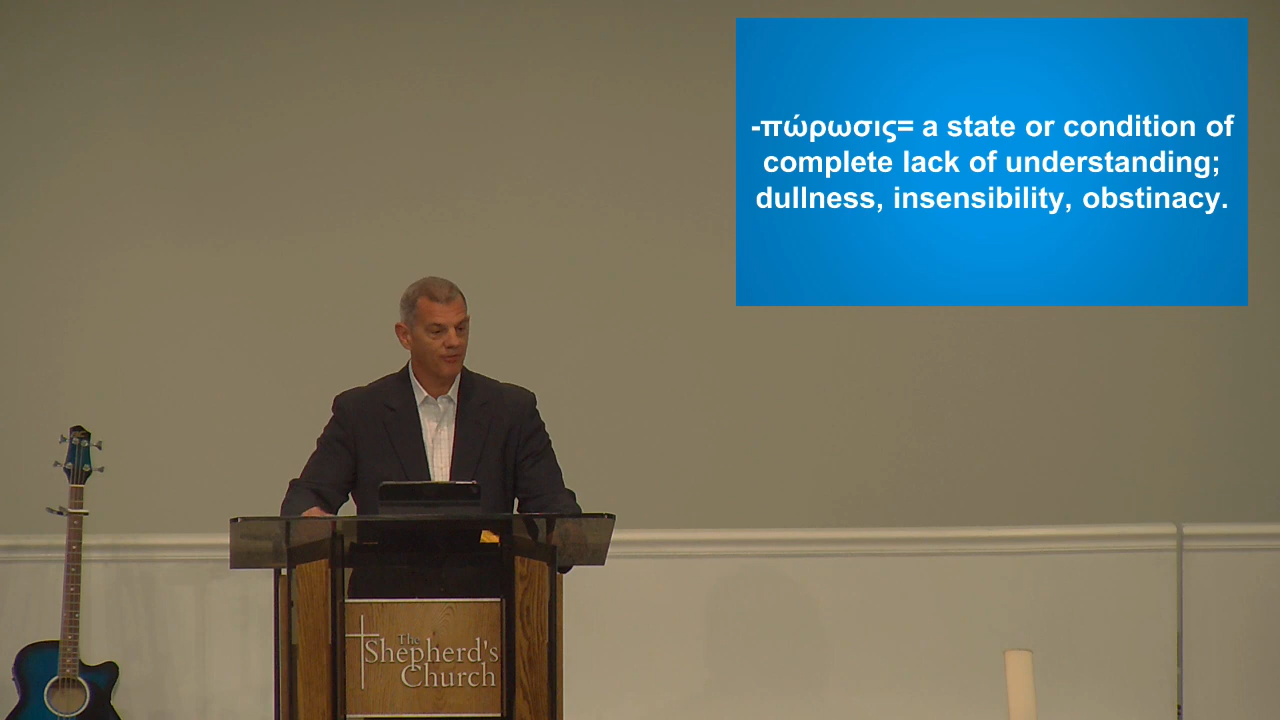 -πώρωσις= a state or condition of
complete lack of understanding;
dullness, insensibility, obstinacy.
The
Shepherd's
Church